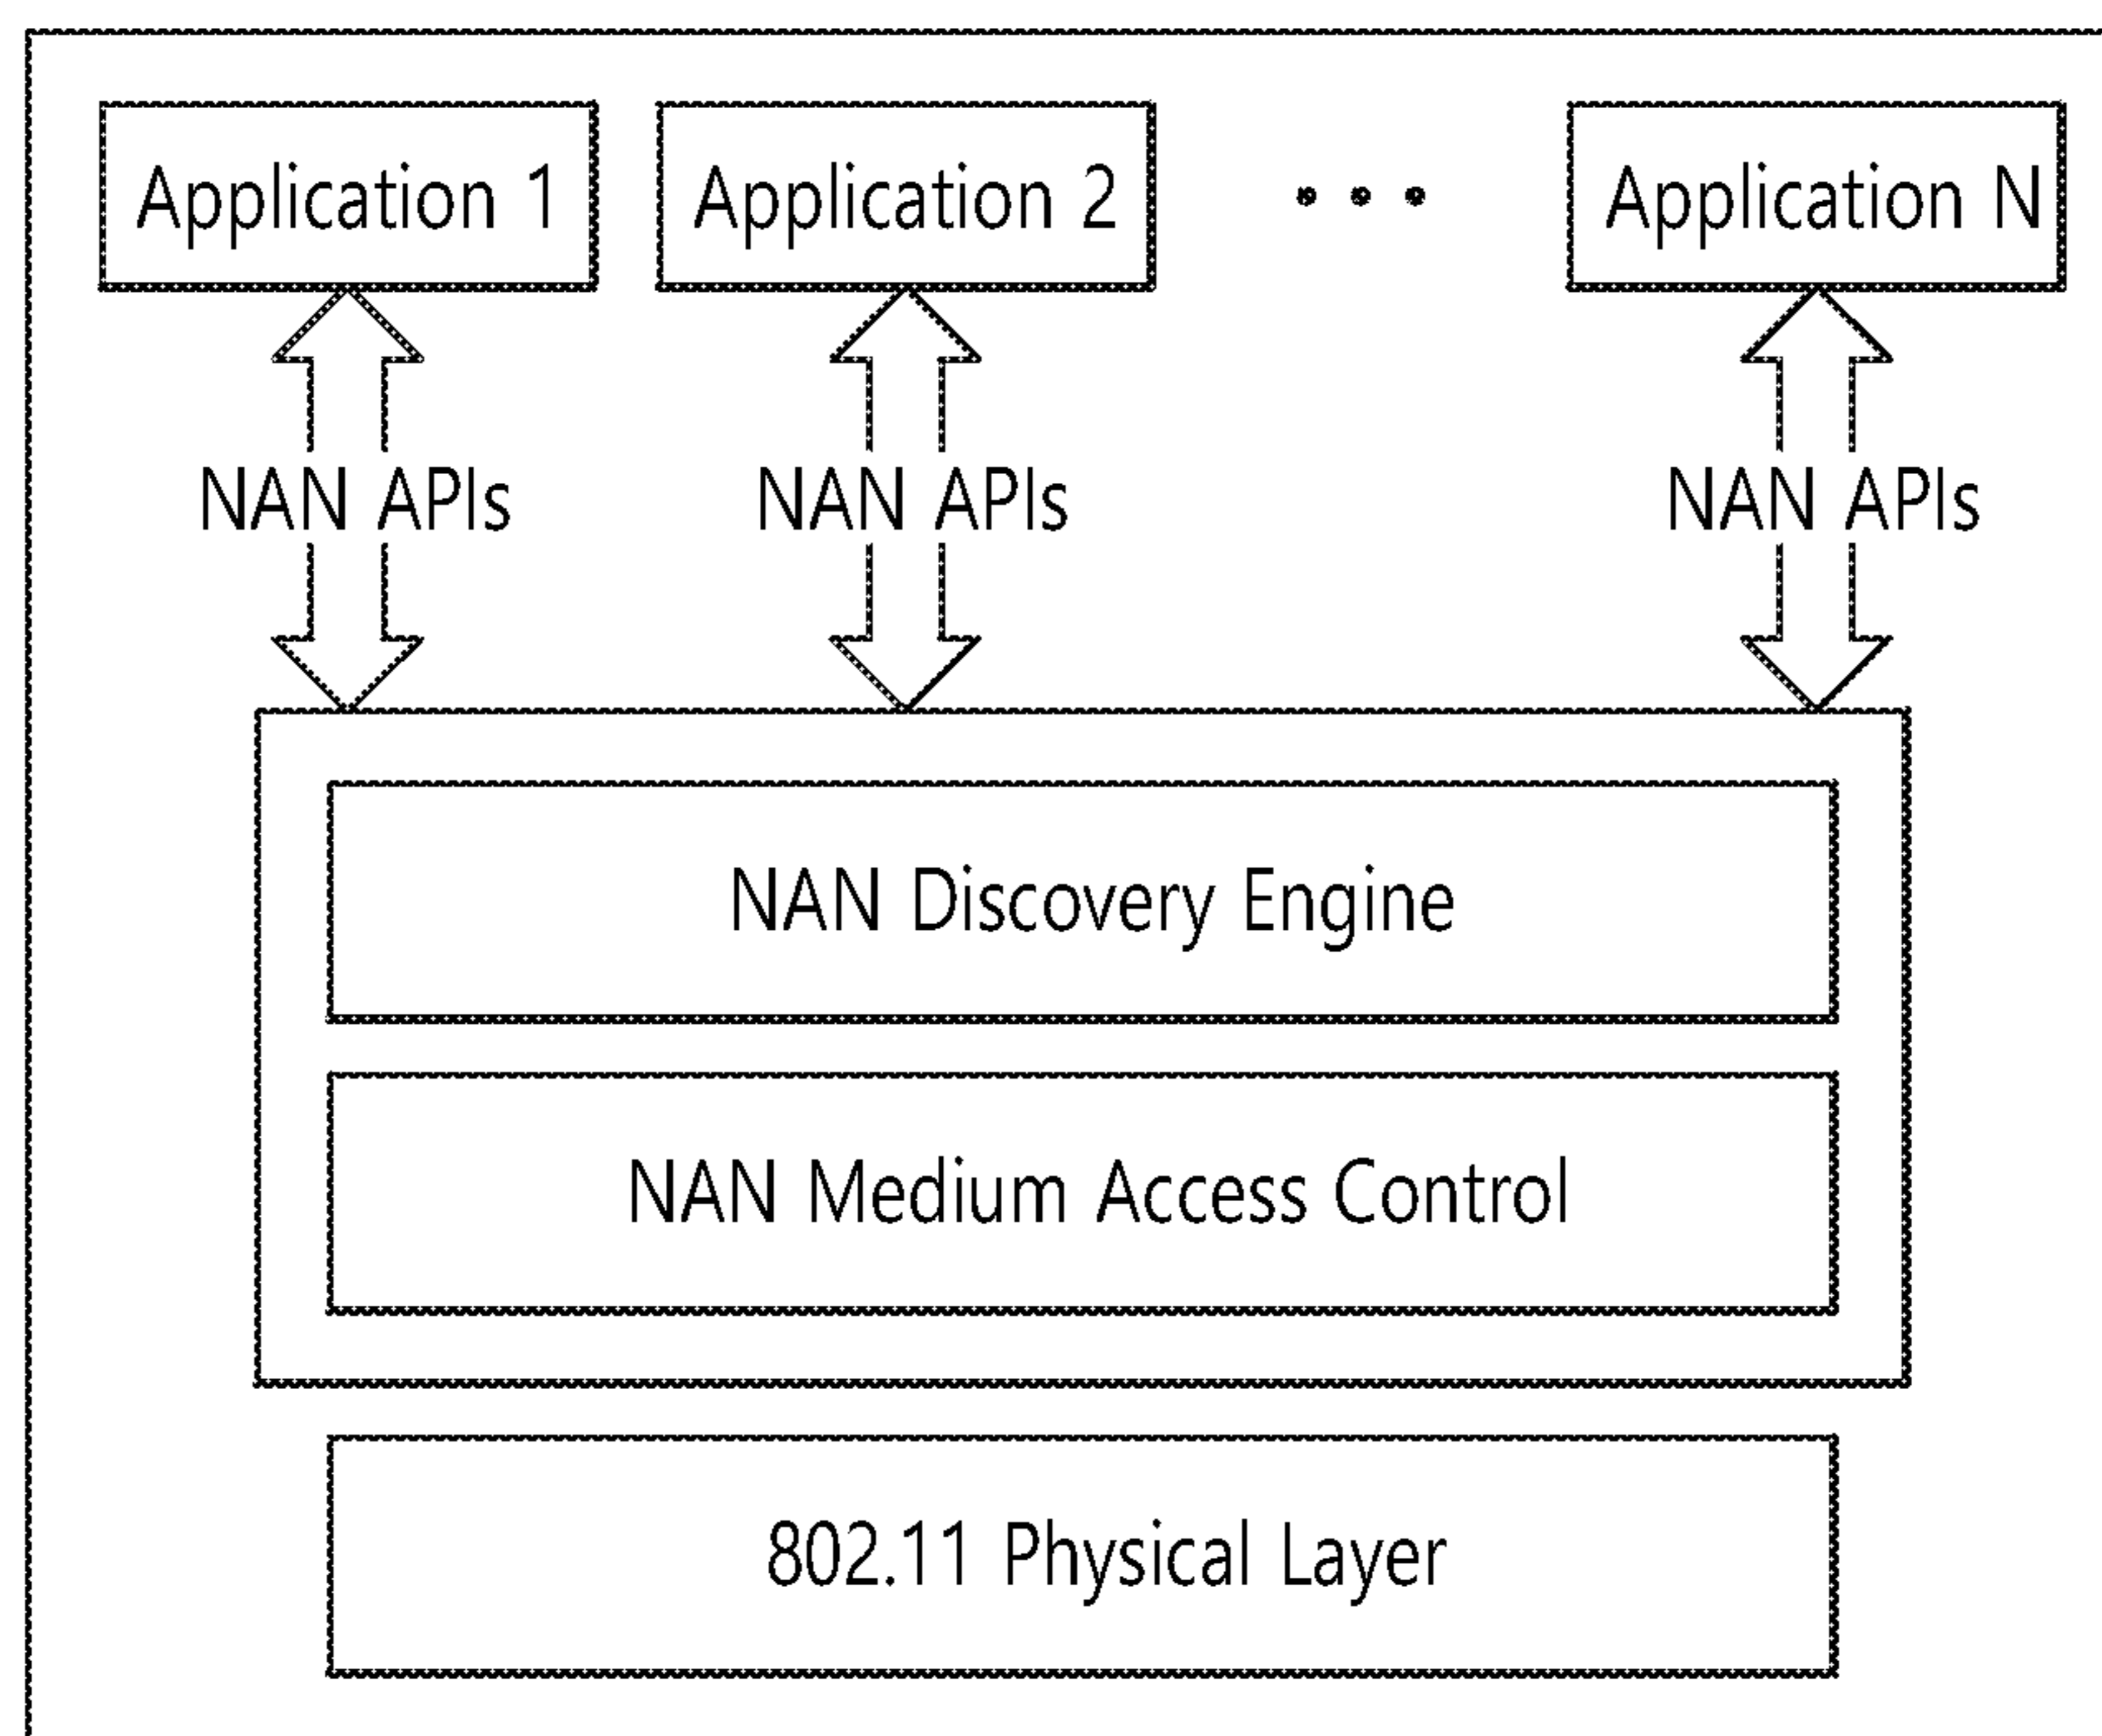 Application 1
Application 2
Application N
NAN APIs
NAN APIs
NAN APIs
NAN Discovery Engine
NAN Medium Access Control
802.11 Physical Layer